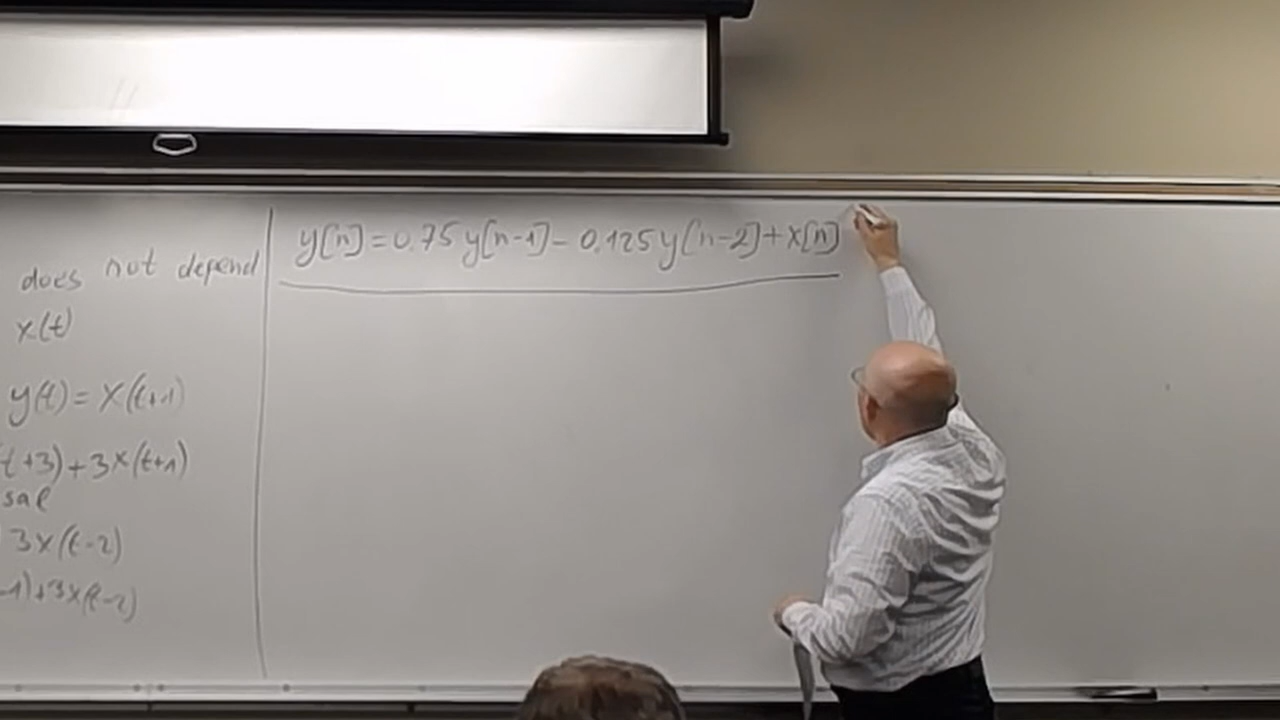 does not depend
x(t)
y(t) = x(t+1)
t+3) + 3x(t+1)
sal
3x(t-2)
-1) + 3x(t-2)
y[n] = 0.75 y[n-1] - 0.125 y[n-2] + x[n]